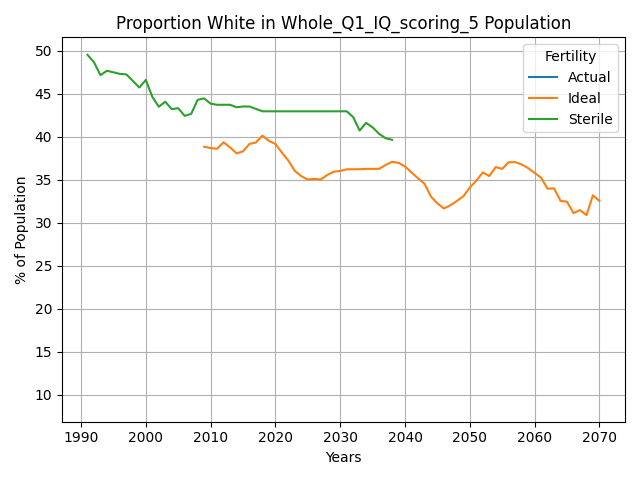 Proportion White in Whole_Q1_IQ_scoring_5 Population
% of Population
50
45
40
35
30
25
20
15
10
Fertility
Actual
Ideal
Sterile
1990 2000 2010 2020 2030 2040 2050 2060 2070
Years